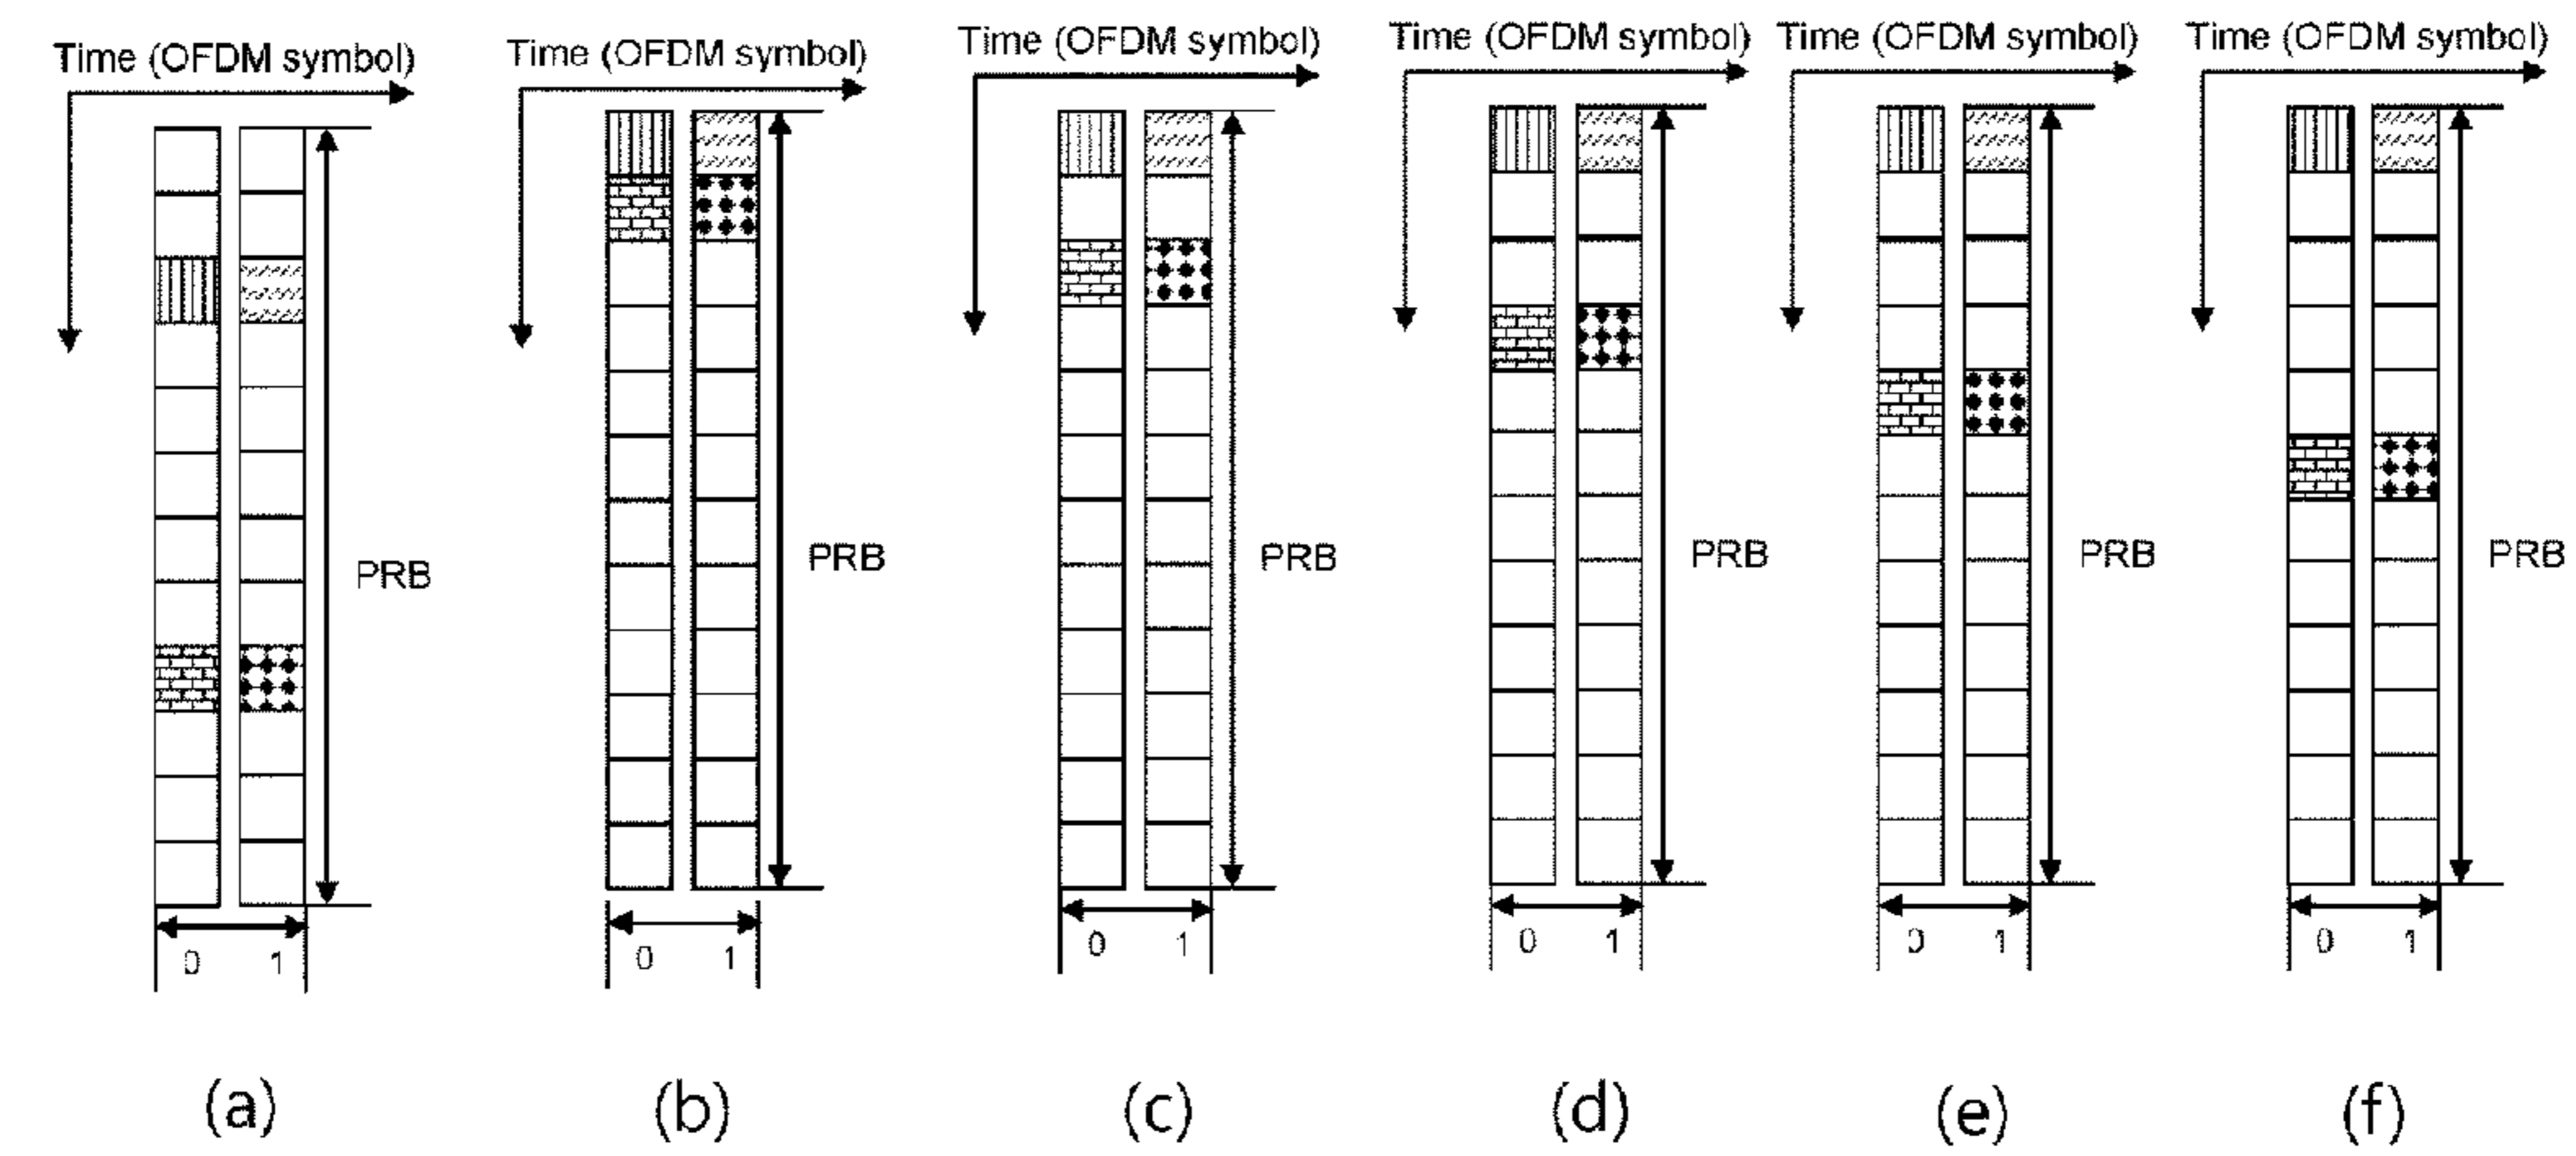 Time (OFDM symbol)
PRB
0 1
(a)
Time (OFDM symbol)
PRB
0 1
(b)
Time (OFDM symbol)
PRB
0 1
(c)
Time (OFDM symbol)
PRB
0 1
(d)
Time (OFDM symbol)
PRB
0 1
(e)
Time (OFDM symbol)
PRB
0 1
(f)